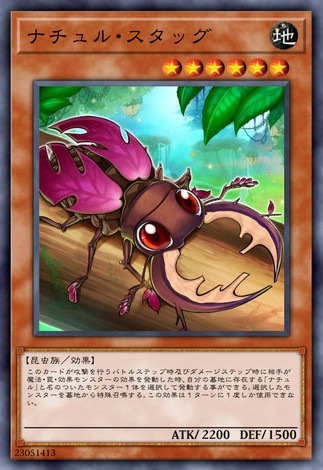 ナチュル・スタッグ
地
【昆虫族／効果】
このカードが攻撃を行うバトルステップ時及びダメージステップ時に相手が
魔法・罠・効果モンスターの効果を発動した時、自分の墓地に存在する「ナチュ
ル」と名のついたモンスター１体を選択して発動する事ができる。選択したモ
ンスターを墓地から特殊召喚する。この効果は１ターンに１度しか使用でき
ない。
ATK/ 2200 DEF/1500
23051413